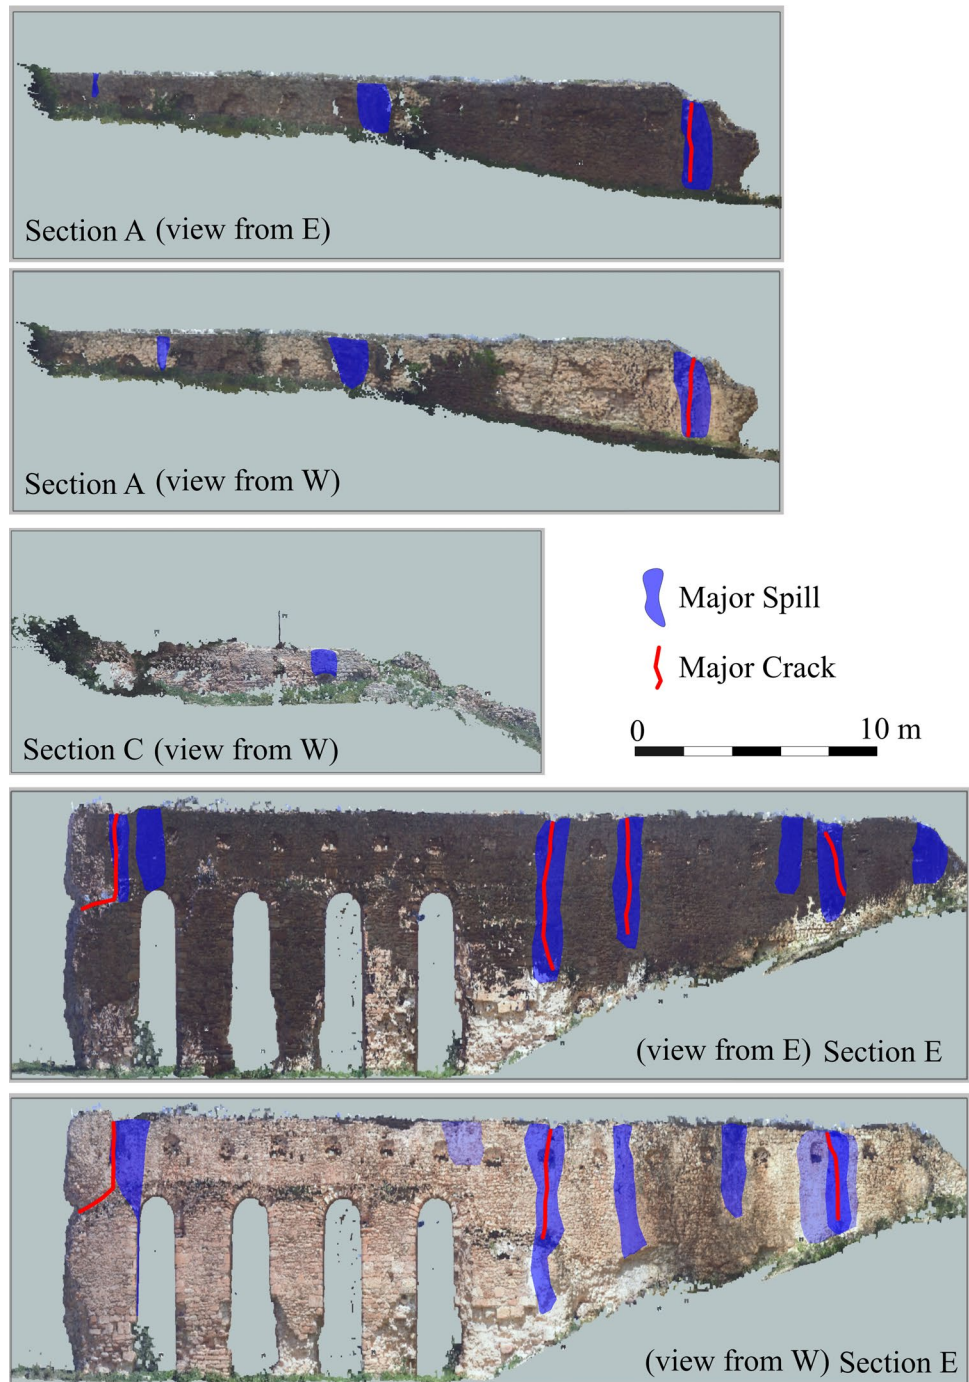 Section A (view from E)
Section A (view from W)
Section C (view from W)
Major Spill
Major Crack
0 10 m
(view from E) Section E
(view from W) Section E